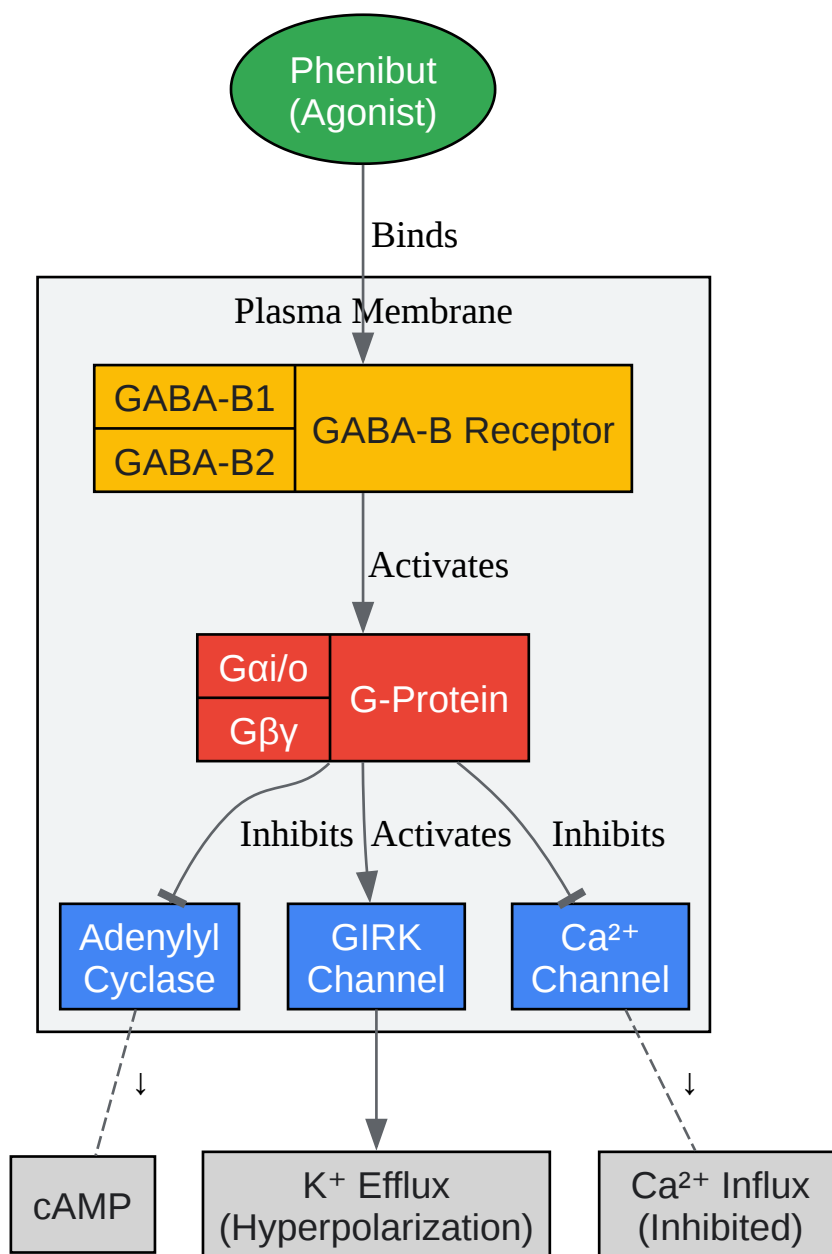 Phenibut
(Agonist)
Binds
Plasma Membrane
GABA-B1
GABA-B2
GABA-B Receptor
Activates
Gαi/o
Gβγ
G-Protein
Inhibits
Activates
Inhibits
Adenylyl
Cyclase
GIRK
Channel
Ca²⁺
Channel
↓
↓
cAMP
K⁺ Efflux
(Hyperpolarization)
Ca²⁺ Influx
(Inhibited)